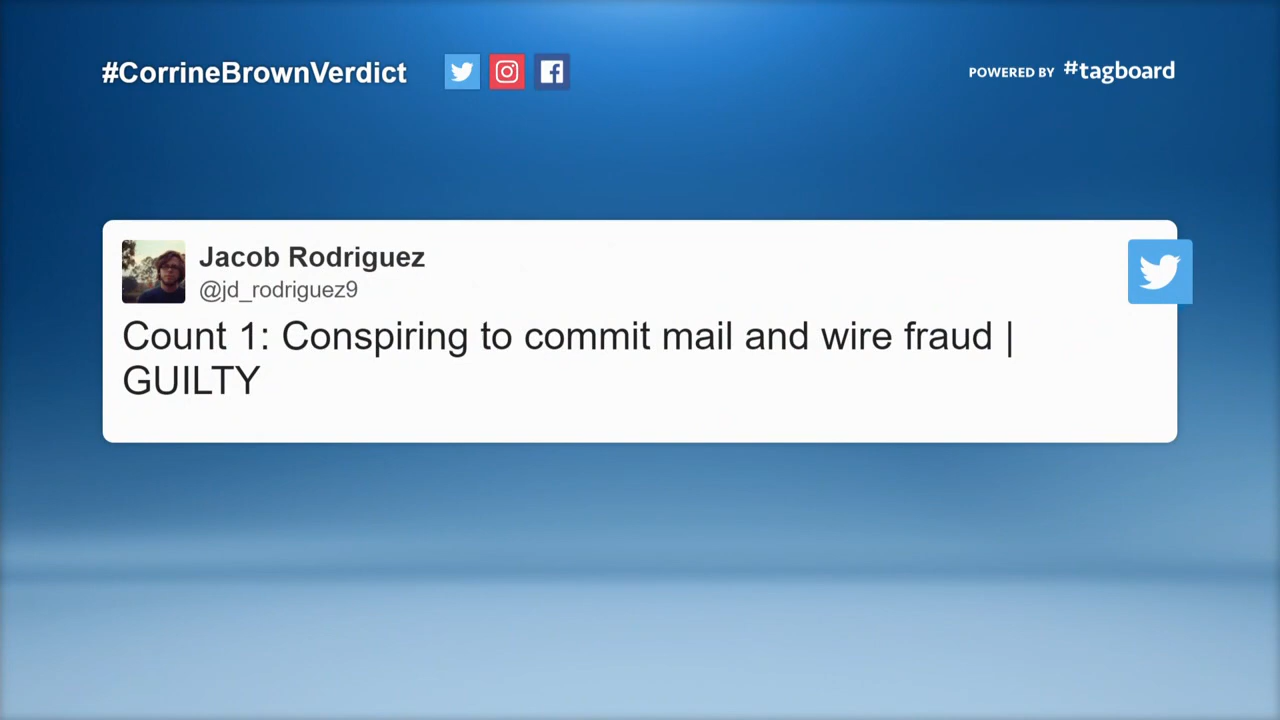 #CorrineBrownVerdict
POWERED BY #tagboard
Jacob Rodriguez
@jd_rodriguez9
Count 1: Conspiring to commit mail and wire fraud |
GUILTY